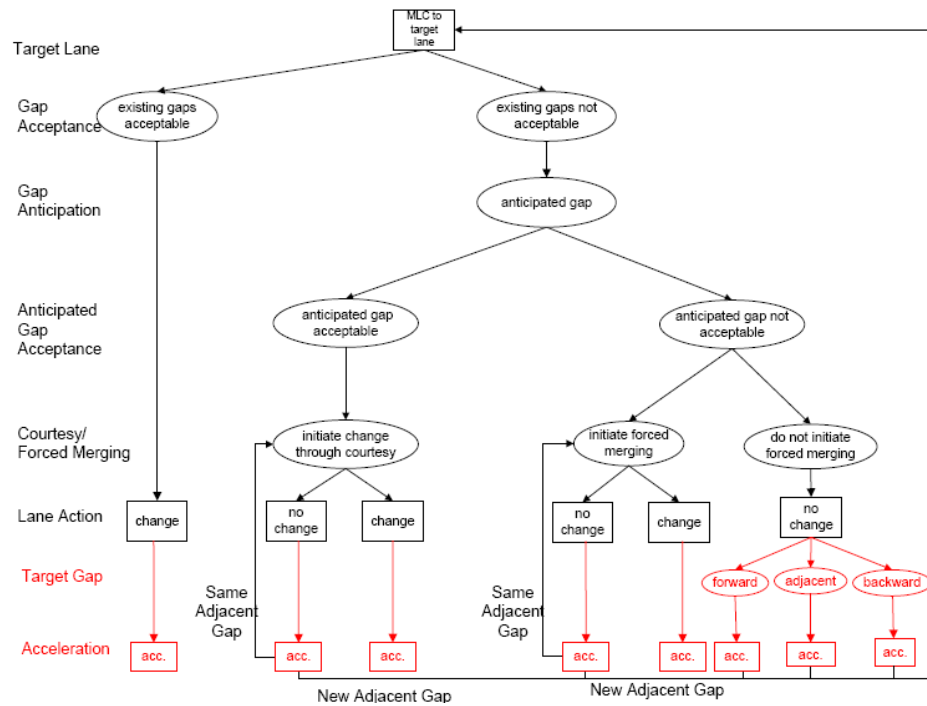 MLC to
target
lane
Target Lane
Gap
Acceptance
existing gaps
acceptable
existing gaps not
acceptable
Gap
Anticipation
anticipated gap
Anticipated
Gap
Acceptance
anticipated gap
acceptable
anticipated gap not
acceptable
Courtesy/
Forced Merging
initiate change
through courtesy
initiate forced
merging
do not initiate
forced merging
Lane Action
change
no
change
change
no
change
change
no
change
Target Gap
forward
adjacent
backward
Same
Adjacent
Gap
Same
Adjacent
Gap
Acceleration
acc.
acc.
acc.
acc.
acc.
acc.
acc.
acc.
New Adjacent Gap
New Adjacent Gap